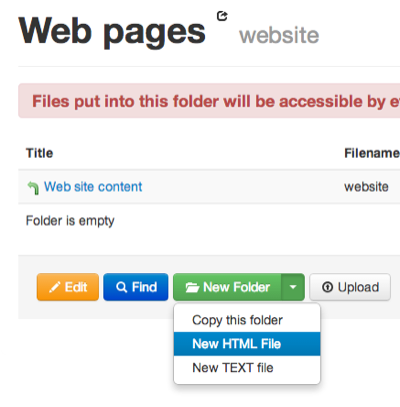 Web pages website
Files put into this folder will be accessible by
Title Filename
Web site content website
Folder is empty
Edit Find New Folder Upload
Copy this folder
New HTML File
New TEXT file